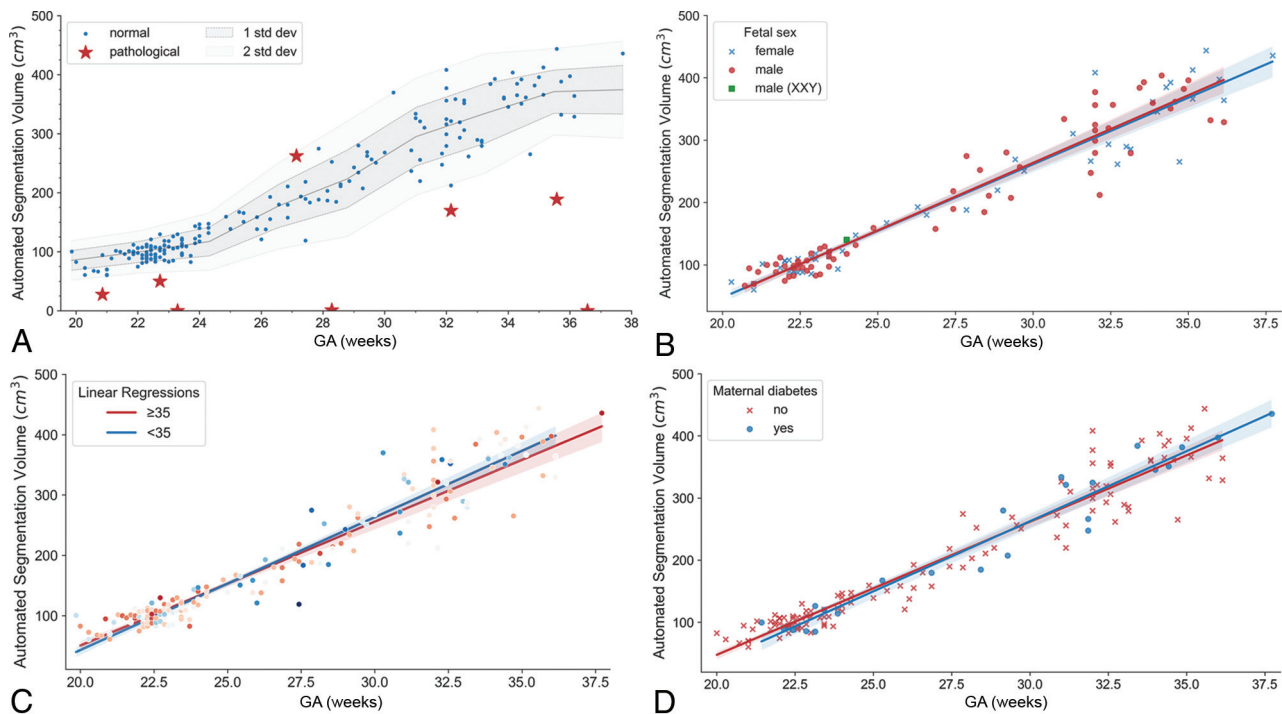 Automated Segmentation Volume (cm³)
500
400
300
200
100
0
normal
pathological
1 std dev
2 std dev
20 22 24 26 28 30 32 34 36 38
GA (weeks)
A
Automated Segmentation Volume (cm³)
500
400
300
200
100
Fetal sex
female
male
male (XXY)
20.0 22.5 25.0 27.5 30.0 32.5 35.0 37.5
GA (weeks)
B
Automated Segmentation Volume (cm³)
500
400
300
200
100
Linear Regressions
≥35
<35
20.0 22.5 25.0 27.5 30.0 32.5 35.0 37.5
GA (weeks)
C
Automated Segmentation Volume (cm³)
500
400
300
200
100
Maternal diabetes
no
yes
20.0 22.5 25.0 27.5 30.0 32.5 35.0 37.5
GA (weeks)
D